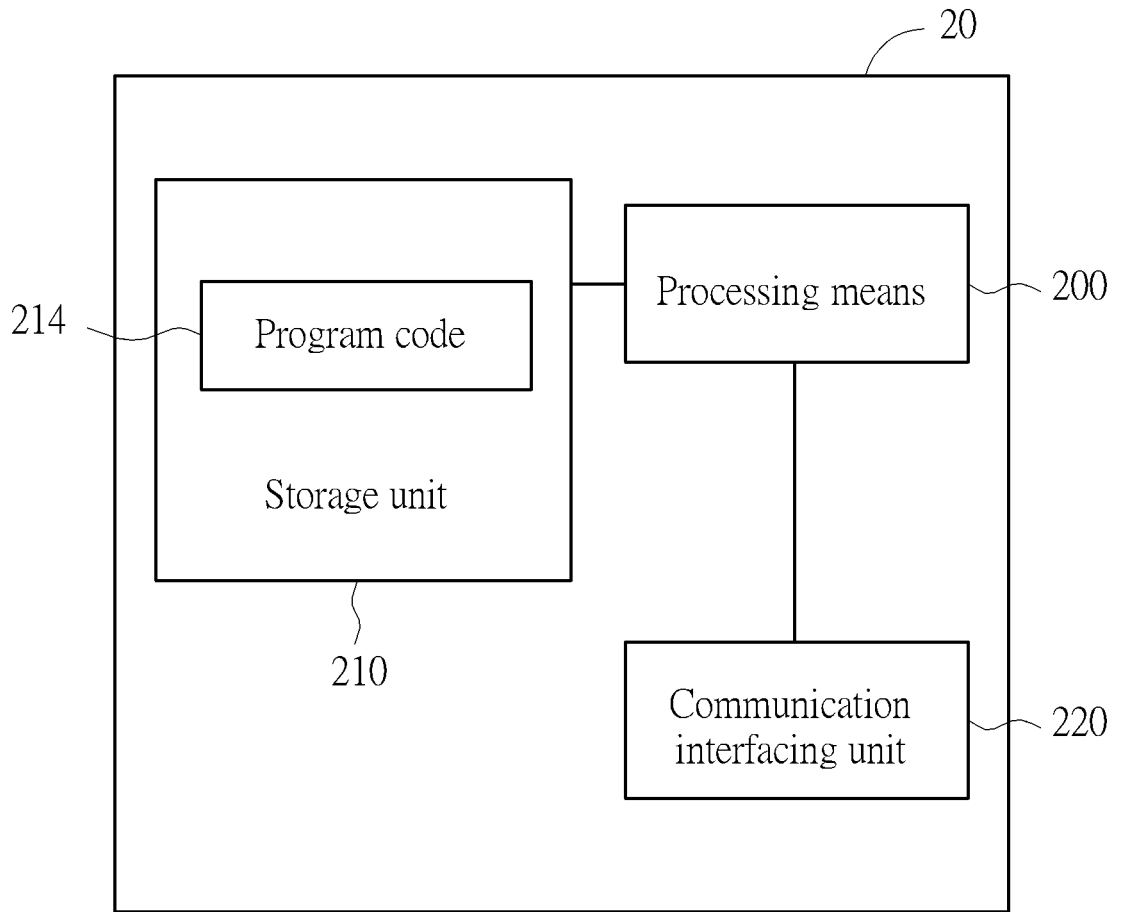 20
Processing means
200
214
Program code
Storage unit
210
Communication
interfacing unit
220